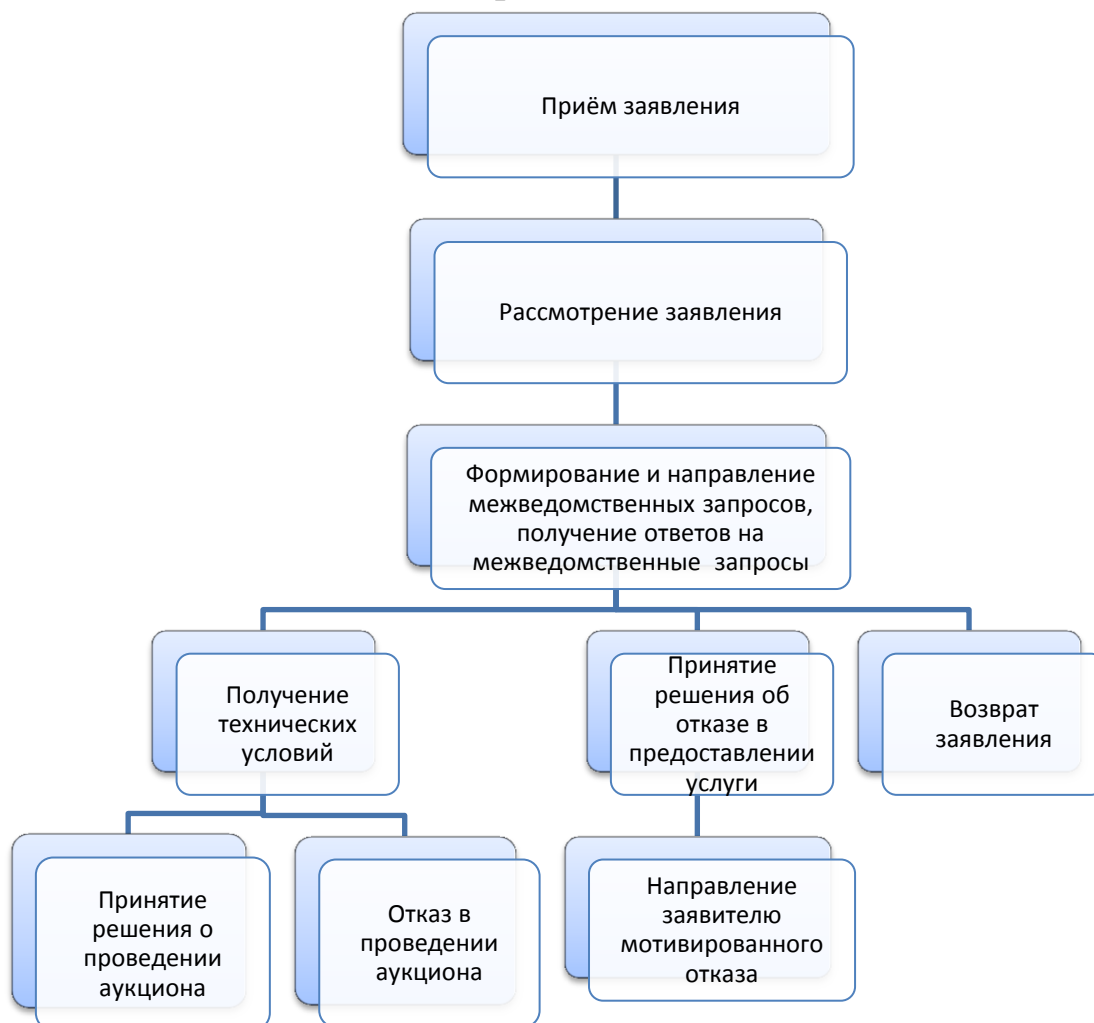 Приём заявления
Рассмотрение заявления
Формирование и направление
межведомственных запросов,
получение ответов на
межведомственные запросы
Получение
технических
условий
Принятие
решения об
отказе в
предоставлении
услуги
Возврат
заявления
Принятие
решения о
проведении
аукциона
Отказ в
проведении
аукциона
Направление
заявителю
мотивированного
отказа